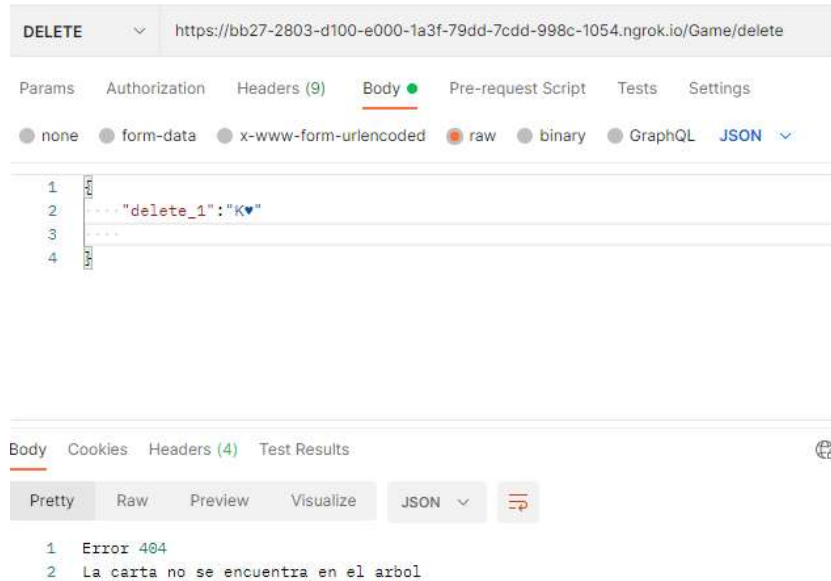 DELETE https://bb27-2803-d100-e000-1a3f-79dd-7cdd-998c-1054.ngrok.io/Game/delete
Params Authorization Headers (9) Body Pre-request Script Tests Settings
none form-data x-www-form-urlencoded raw binary GraphQL JSON
1 {
2 "delete_1":"K♥"
3
4 }
Body Cookies Headers (4) Test Results
Pretty Raw Preview Visualize JSON
1 Error 404
2 La carta no se encuentra en el arbol